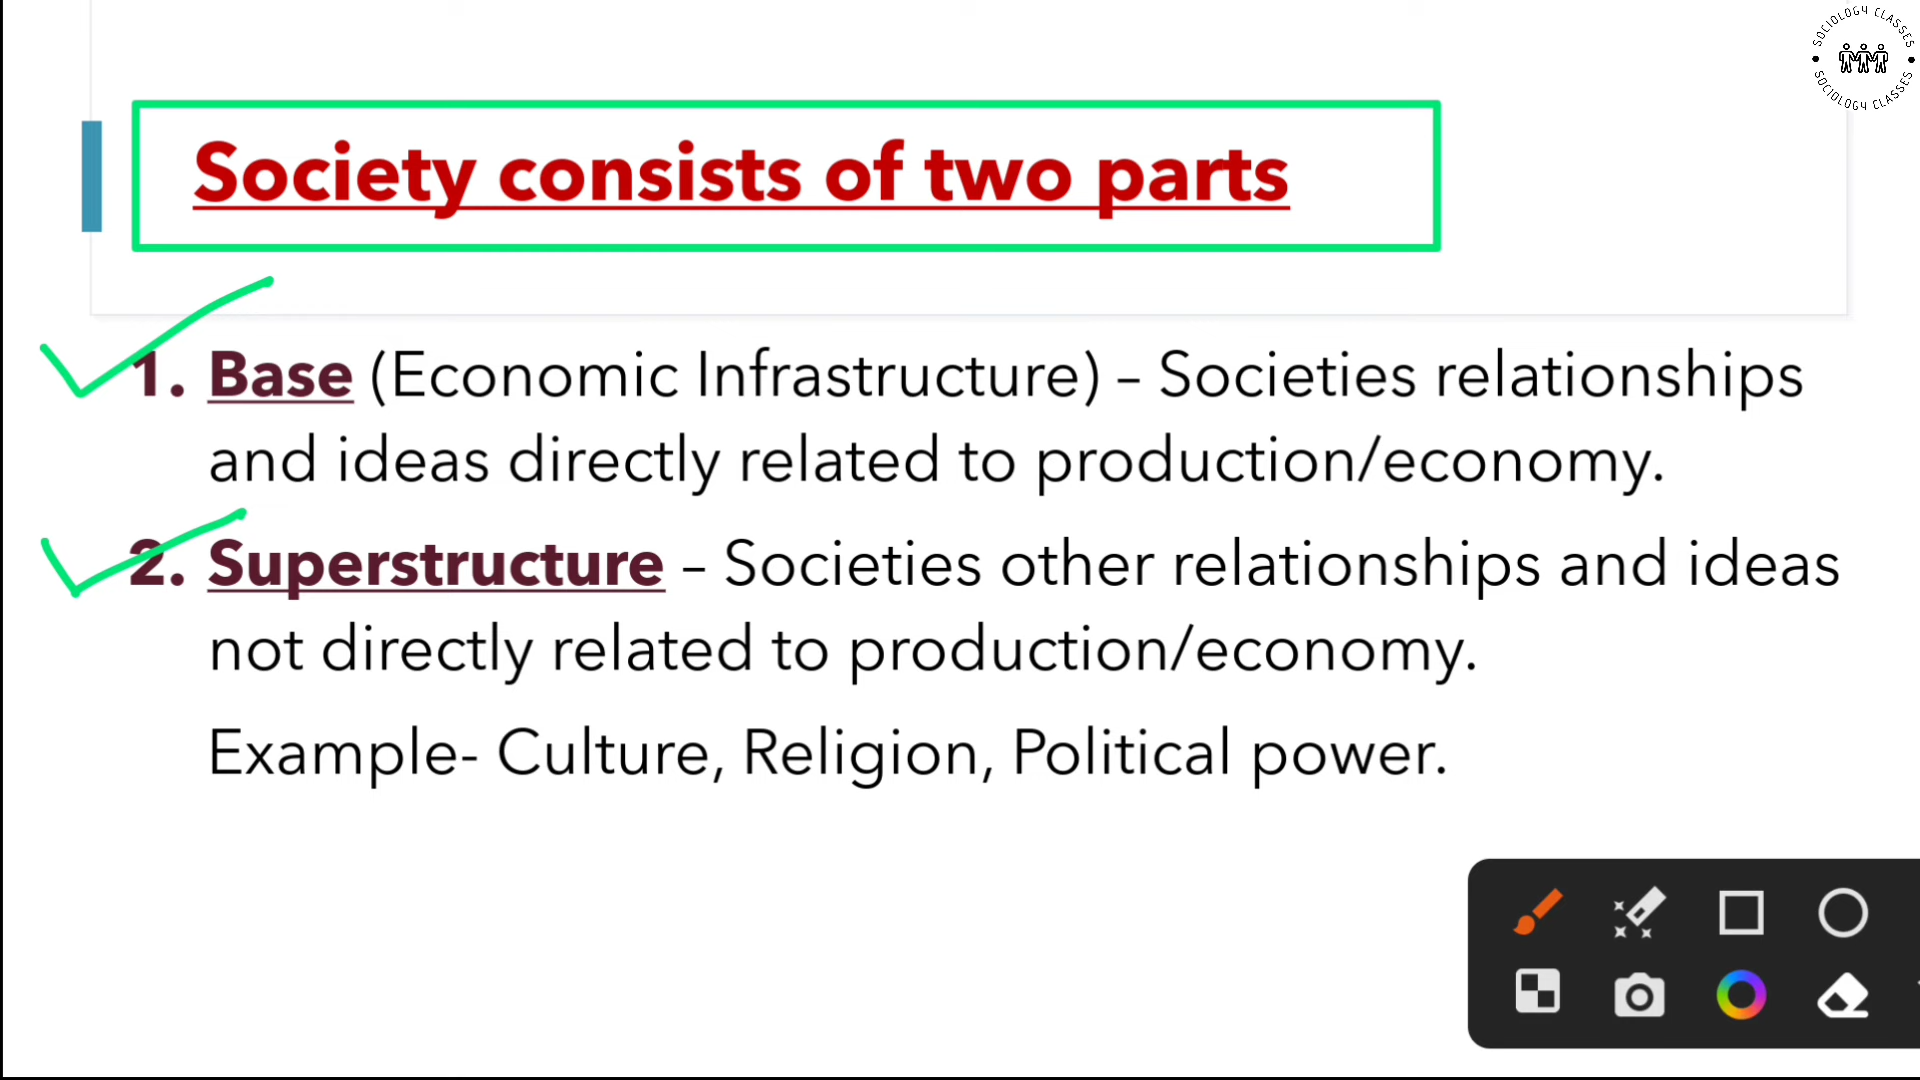 SOCIOLOGY CLASSES
SOCIOLOGY CLASSES
Society consists of two parts
1. Base (Economic Infrastructure) – Societies relationships
and ideas directly related to production/economy.
2. Superstructure – Societies other relationships and ideas
not directly related to production/economy.
Example- Culture, Religion, Political power.